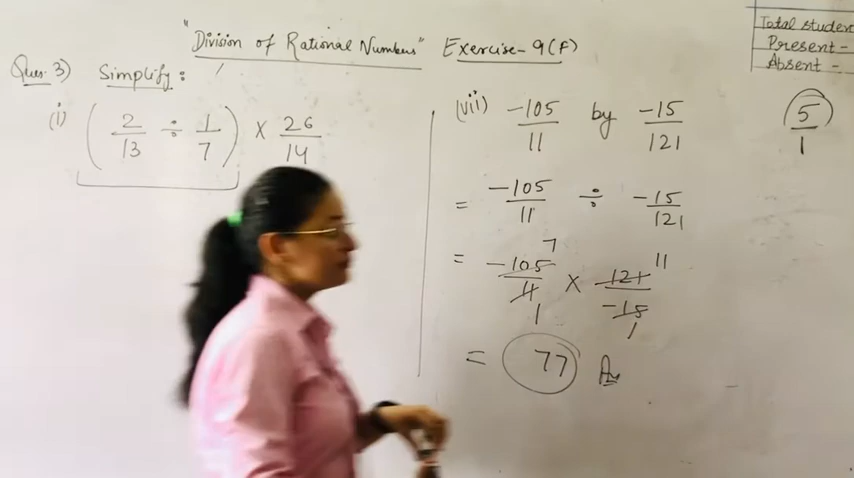 "Division of Rational Numbers" Exercise-9(F)
Total student
Present -
Absent -
Ques. 3) Simplify:
(i) ( 2/13 ÷ 1/7 ) × 26/14
(vii) -105/11 by -15/121
= -105/11 ÷ -15/121
= -105/11 × 121/-15
7 11
1 1
= 77 Ans
5/1